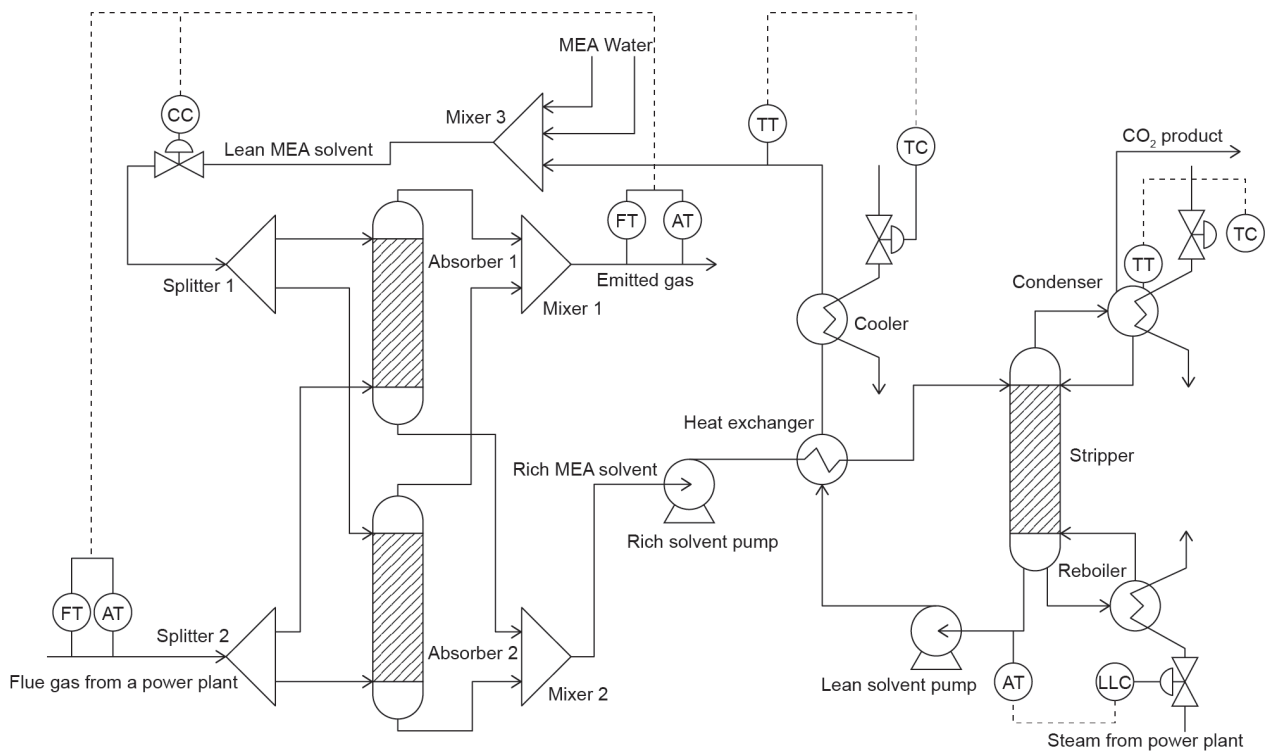 MEA Water
CC
Mixer 3
TT
TC
CO2 product
Lean MEA solvent
FT
AT
TC
TT
Splitter 1
Absorber 1
Mixer 1
Emitted gas
Condenser
Cooler
Heat exchanger
Rich MEA solvent
Stripper
Rich solvent pump
Reboiler
FT
AT
Splitter 2
Absorber 2
Flue gas from a power plant
Mixer 2
Lean solvent pump
AT
LLC
Steam from power plant